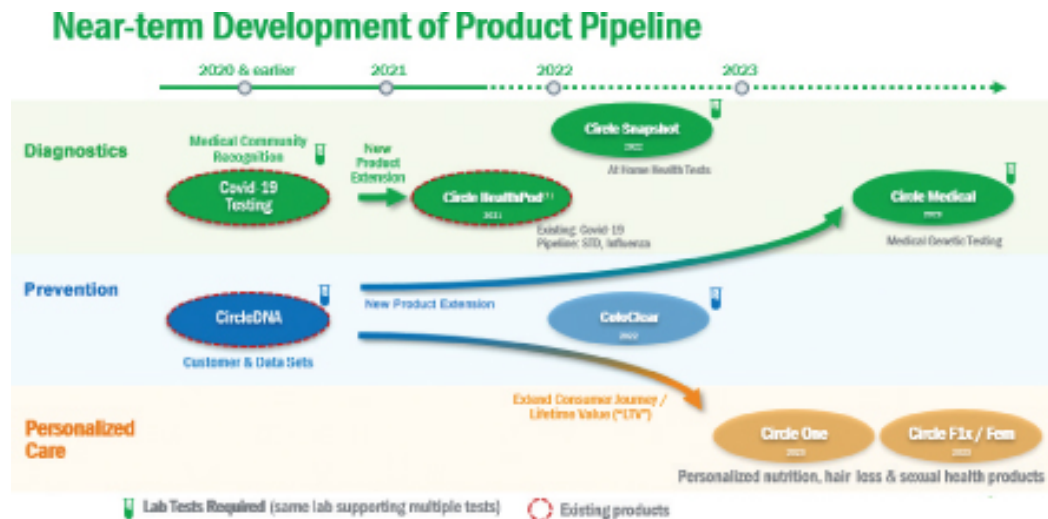 Near-term Development of Product Pipeline
2020 & earlier
2021
2022
2023
Diagnostics
Medical Community
Recognition
Covid-19
Testing
New
Product
Extension
Circle HealthPod(1)
2021
Existing: Covid-19
Pipeline: STD, Influenza
Circle Snapshot
2022
At Home Health Tests
Circle Medical
Medical Genetic Testing
Prevention
CircleDNA
Customer & Data Sets
New Product Extension
ColoClear
2022
Extend Consumer Journey /
Lifetime Value ("LTV")
Personalized
Care
Circle One
2023
Circle F1x / Fem
Personalized nutrition, hair loss & sexual health products
Lab Tests Required (same lab supporting multiple tests)
Existing products